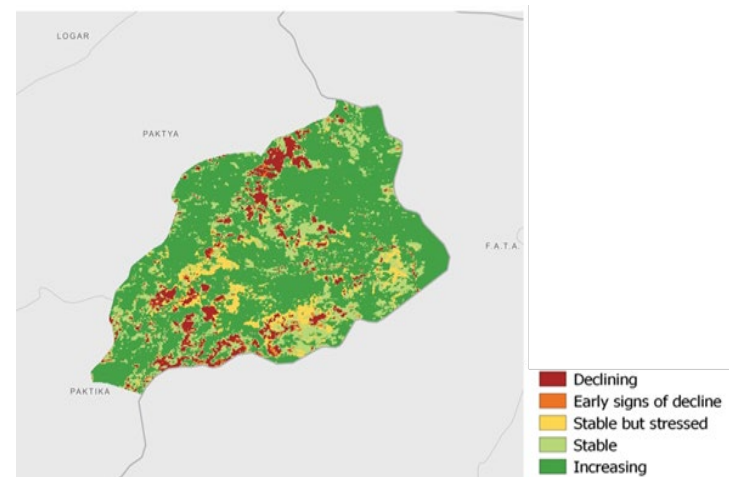 LOGAR
PAKTYA
F.A.T.A.
PAKTIKA
Declining
Early signs of decline
Stable but stressed
Stable
Increasing